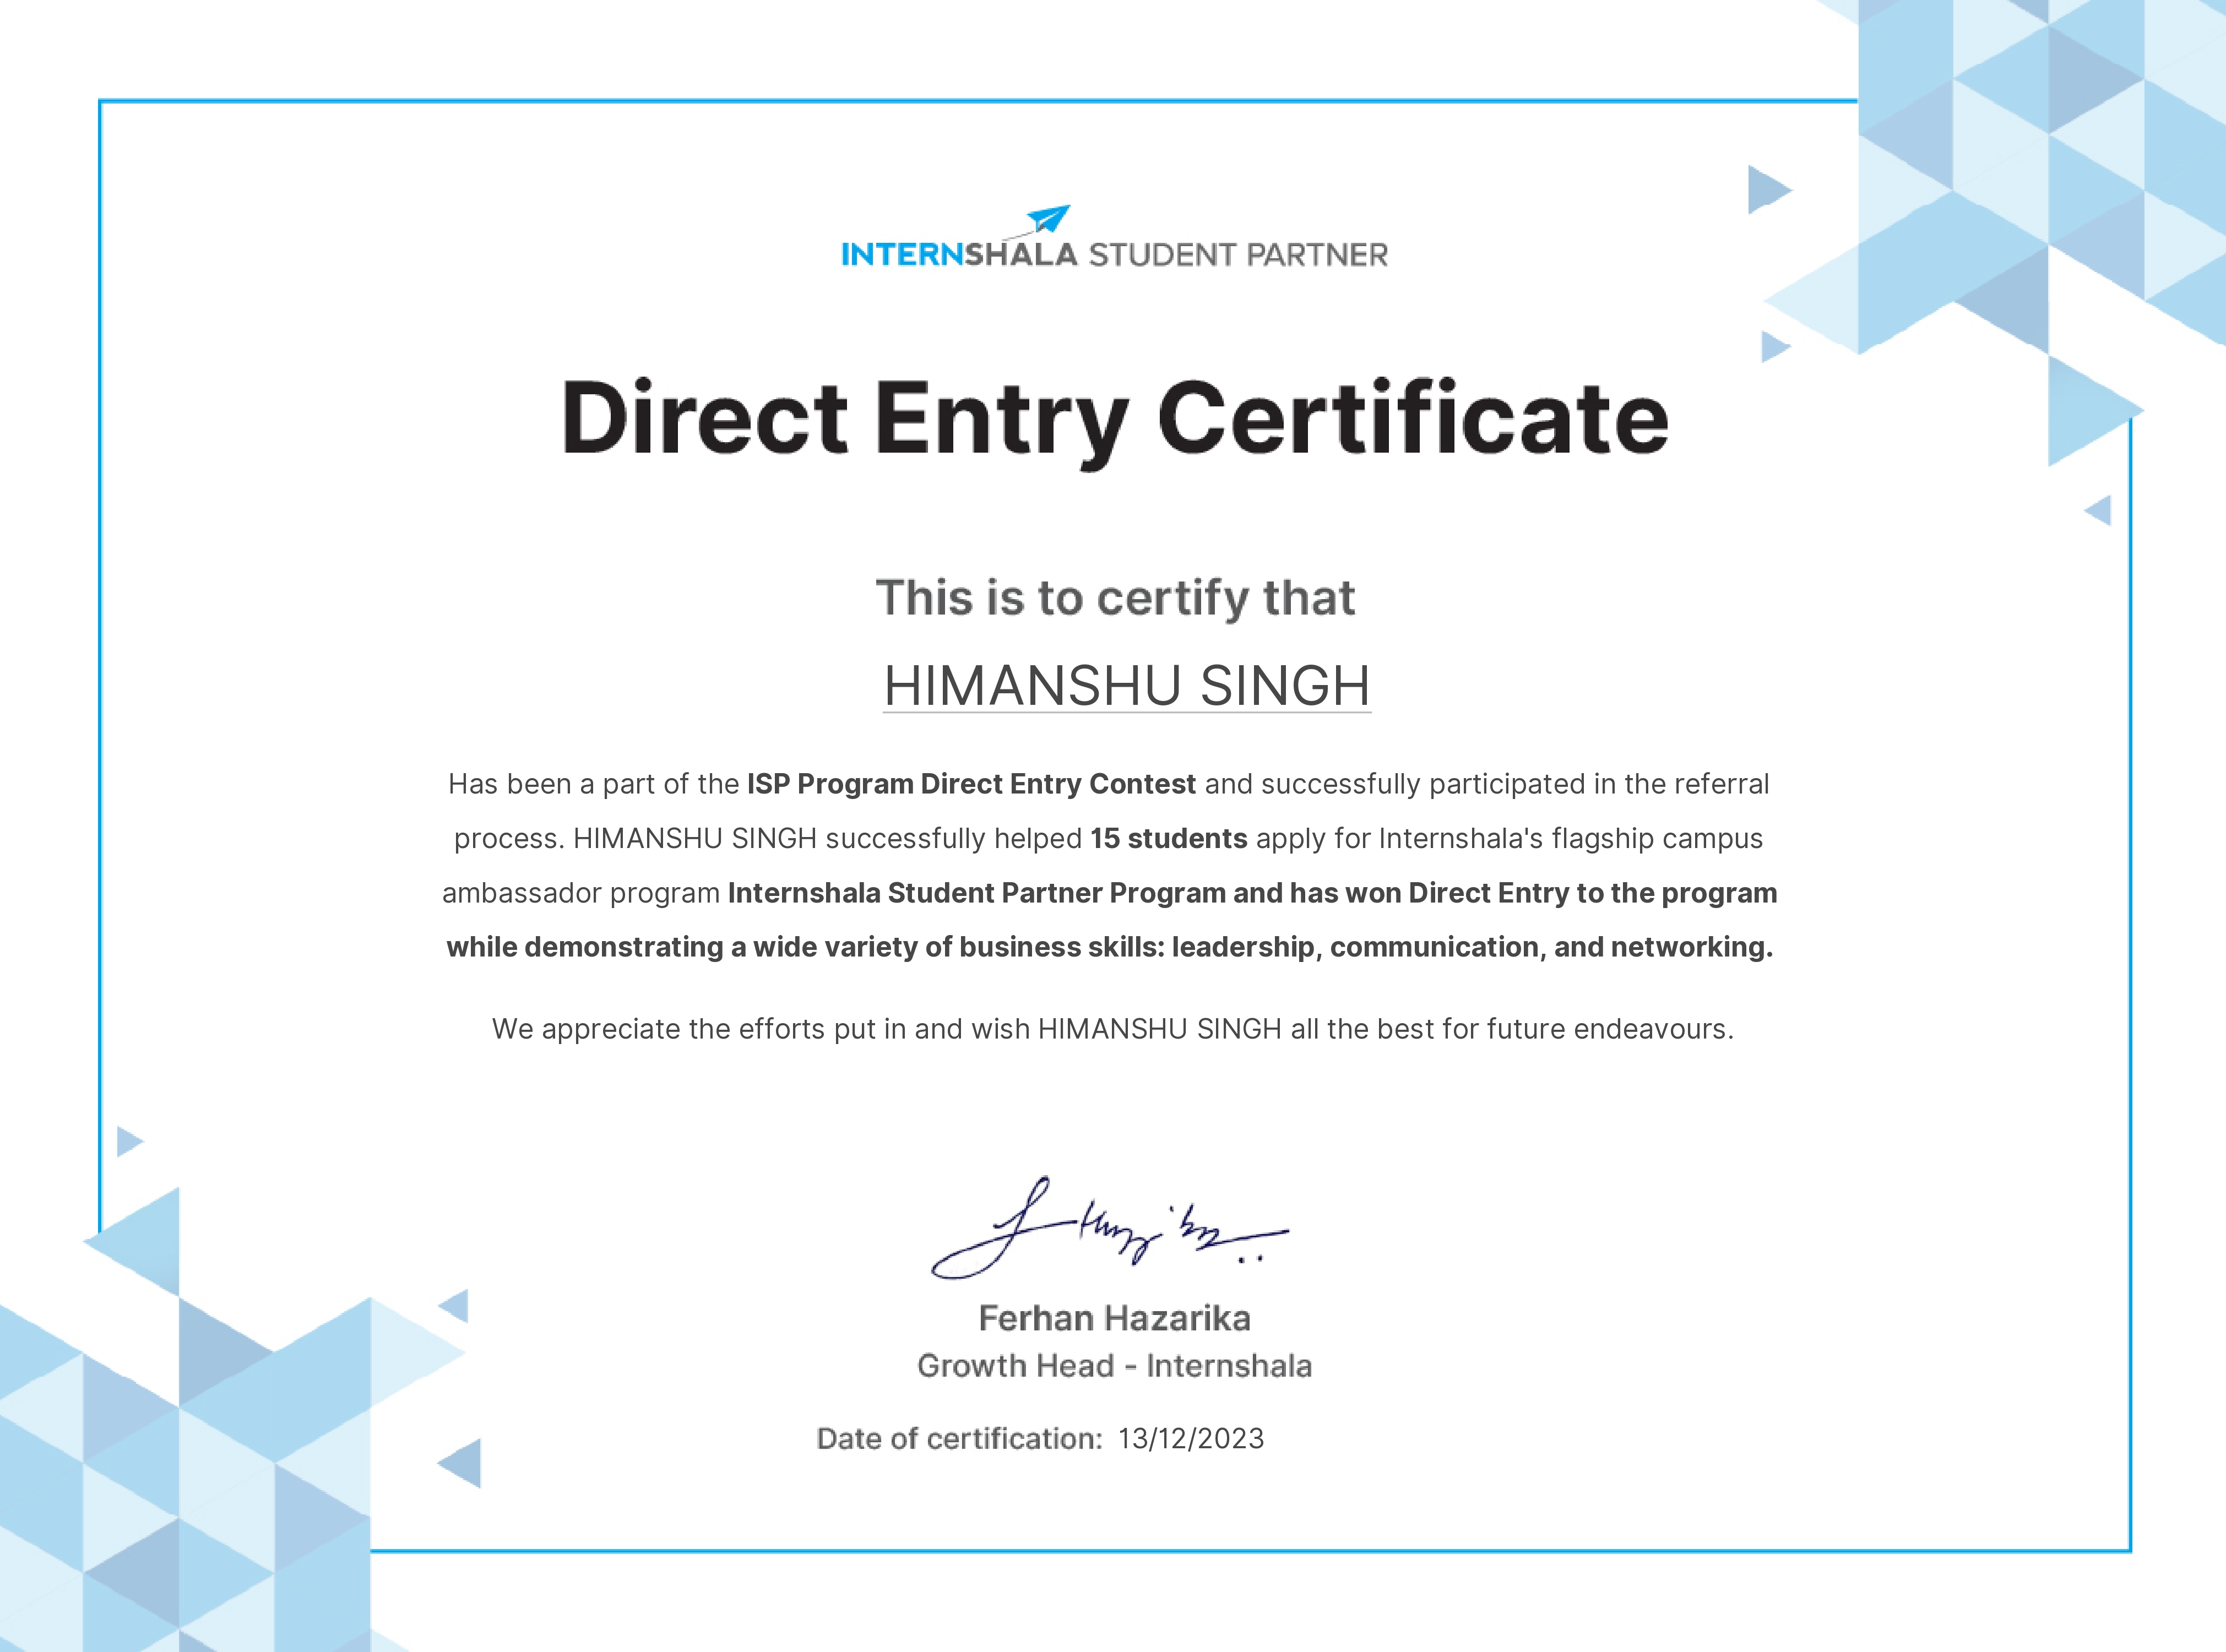 INTERNSHALA STUDENT PARTNER
Direct Entry Certificate
This is to certify that
HIMANSHU SINGH
Has been a part of the ISP Program Direct Entry Contest and successfully participated in the referral
process. HIMANSHU SINGH successfully helped 15 students apply for Internshala's flagship campus
ambassador program Internshala Student Partner Program and has won Direct Entry to the program
while demonstrating a wide variety of business skills: leadership, communication, and networking.
We appreciate the efforts put in and wish HIMANSHU SINGH all the best for future endeavours.
Ferhan Hazarika
Growth Head - Internshala
Date of certification: 13/12/2023